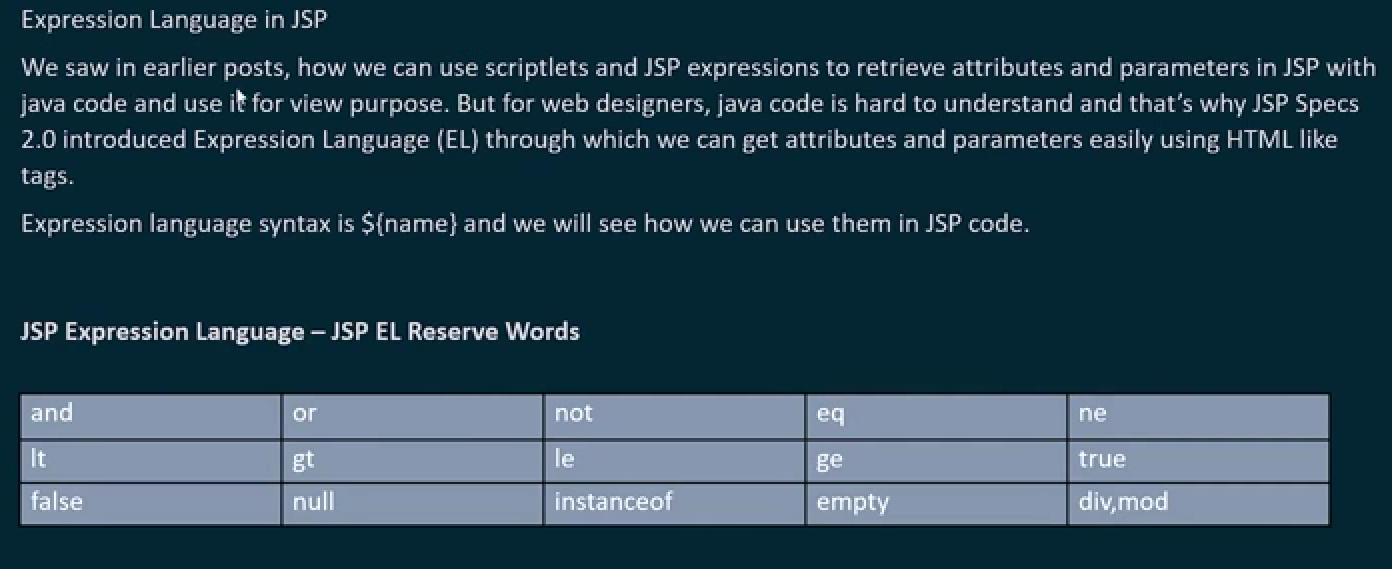 Expression Language in JSP
We saw in earlier posts, how we can use scriptlets and JSP expressions to retrieve attributes and parameters in JSP with
java code and use it for view purpose. But for web designers, java code is hard to understand and that’s why JSP Specs
2.0 introduced Expression Language (EL) through which we can get attributes and parameters easily using HTML like
tags.
Expression language syntax is ${name} and we will see how we can use them in JSP code.
JSP Expression Language – JSP EL Reserve Words
and or not eq ne
lt gt le ge true
false null instanceof empty div,mod